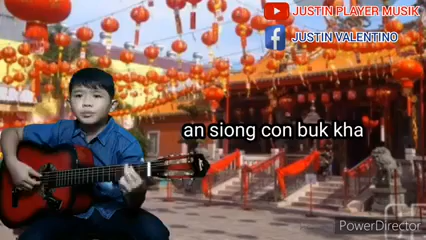 JUSTIN PLAYER MUSIK
JUSTIN VALENTINO
an siong con buk kha
PowerDirector